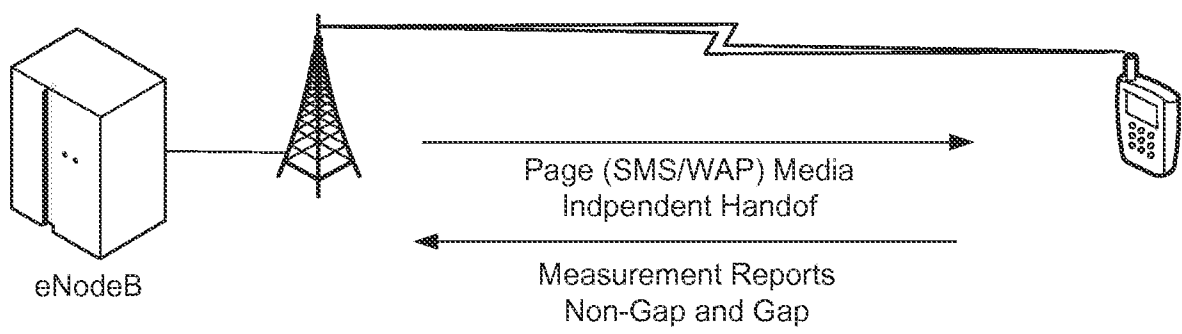 Page (SMS/WAP) Media
Indpendent Handof
eNodeB
Measurement Reports
Non-Gap and Gap